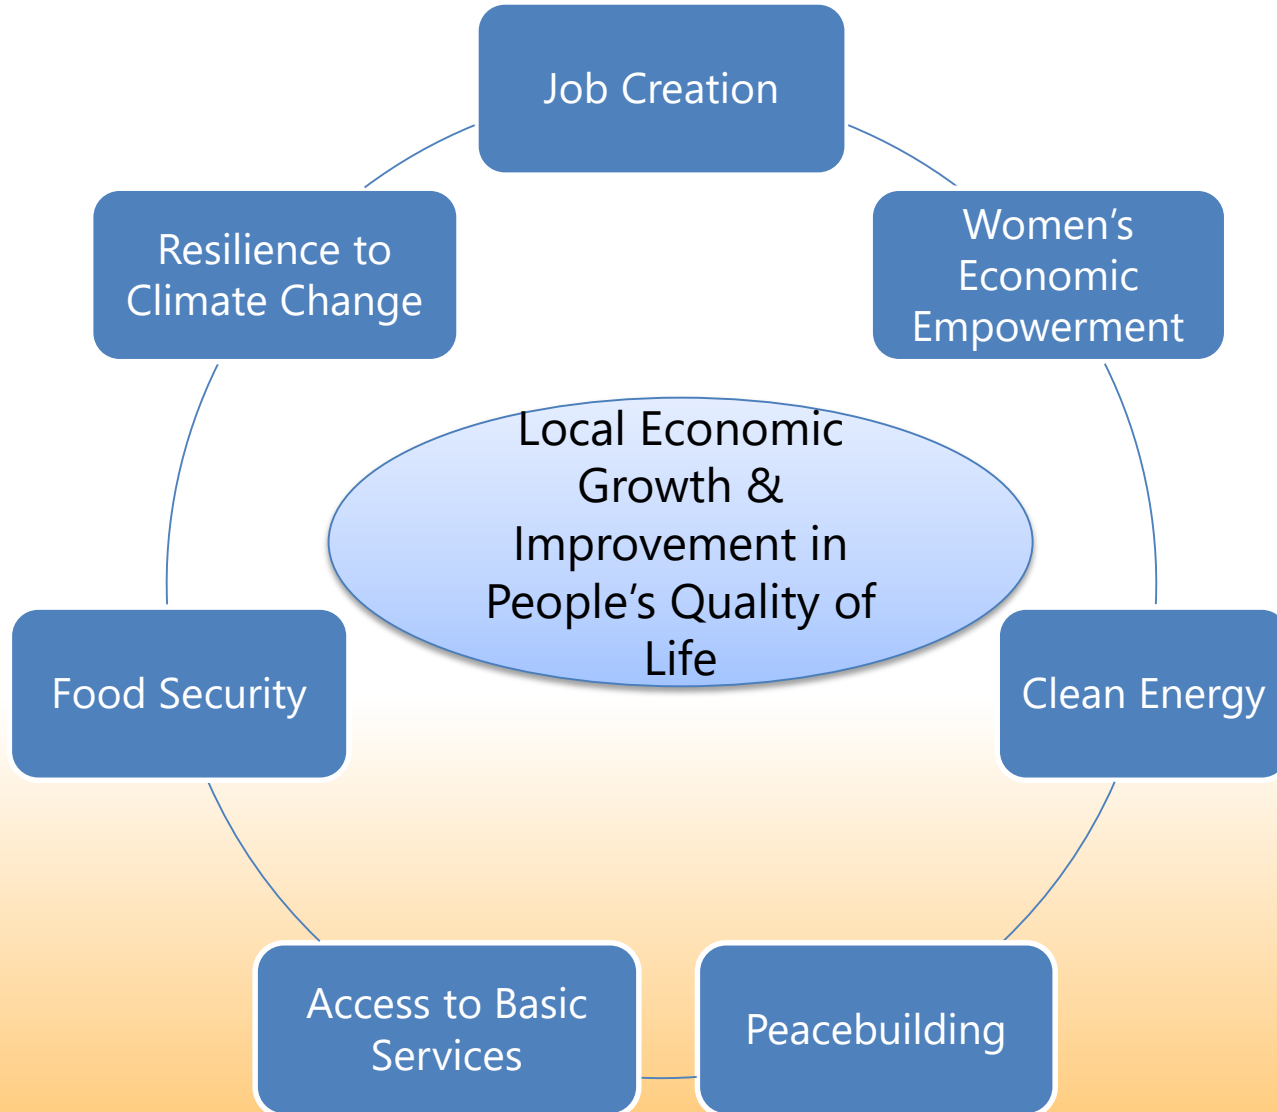 Job Creation
Resilience to
Climate Change
Women’s
Economic
Empowerment
Local Economic
Growth &
Improvement in
People’s Quality of
Life
Food Security
Clean Energy
Access to Basic
Services
Peacebuilding